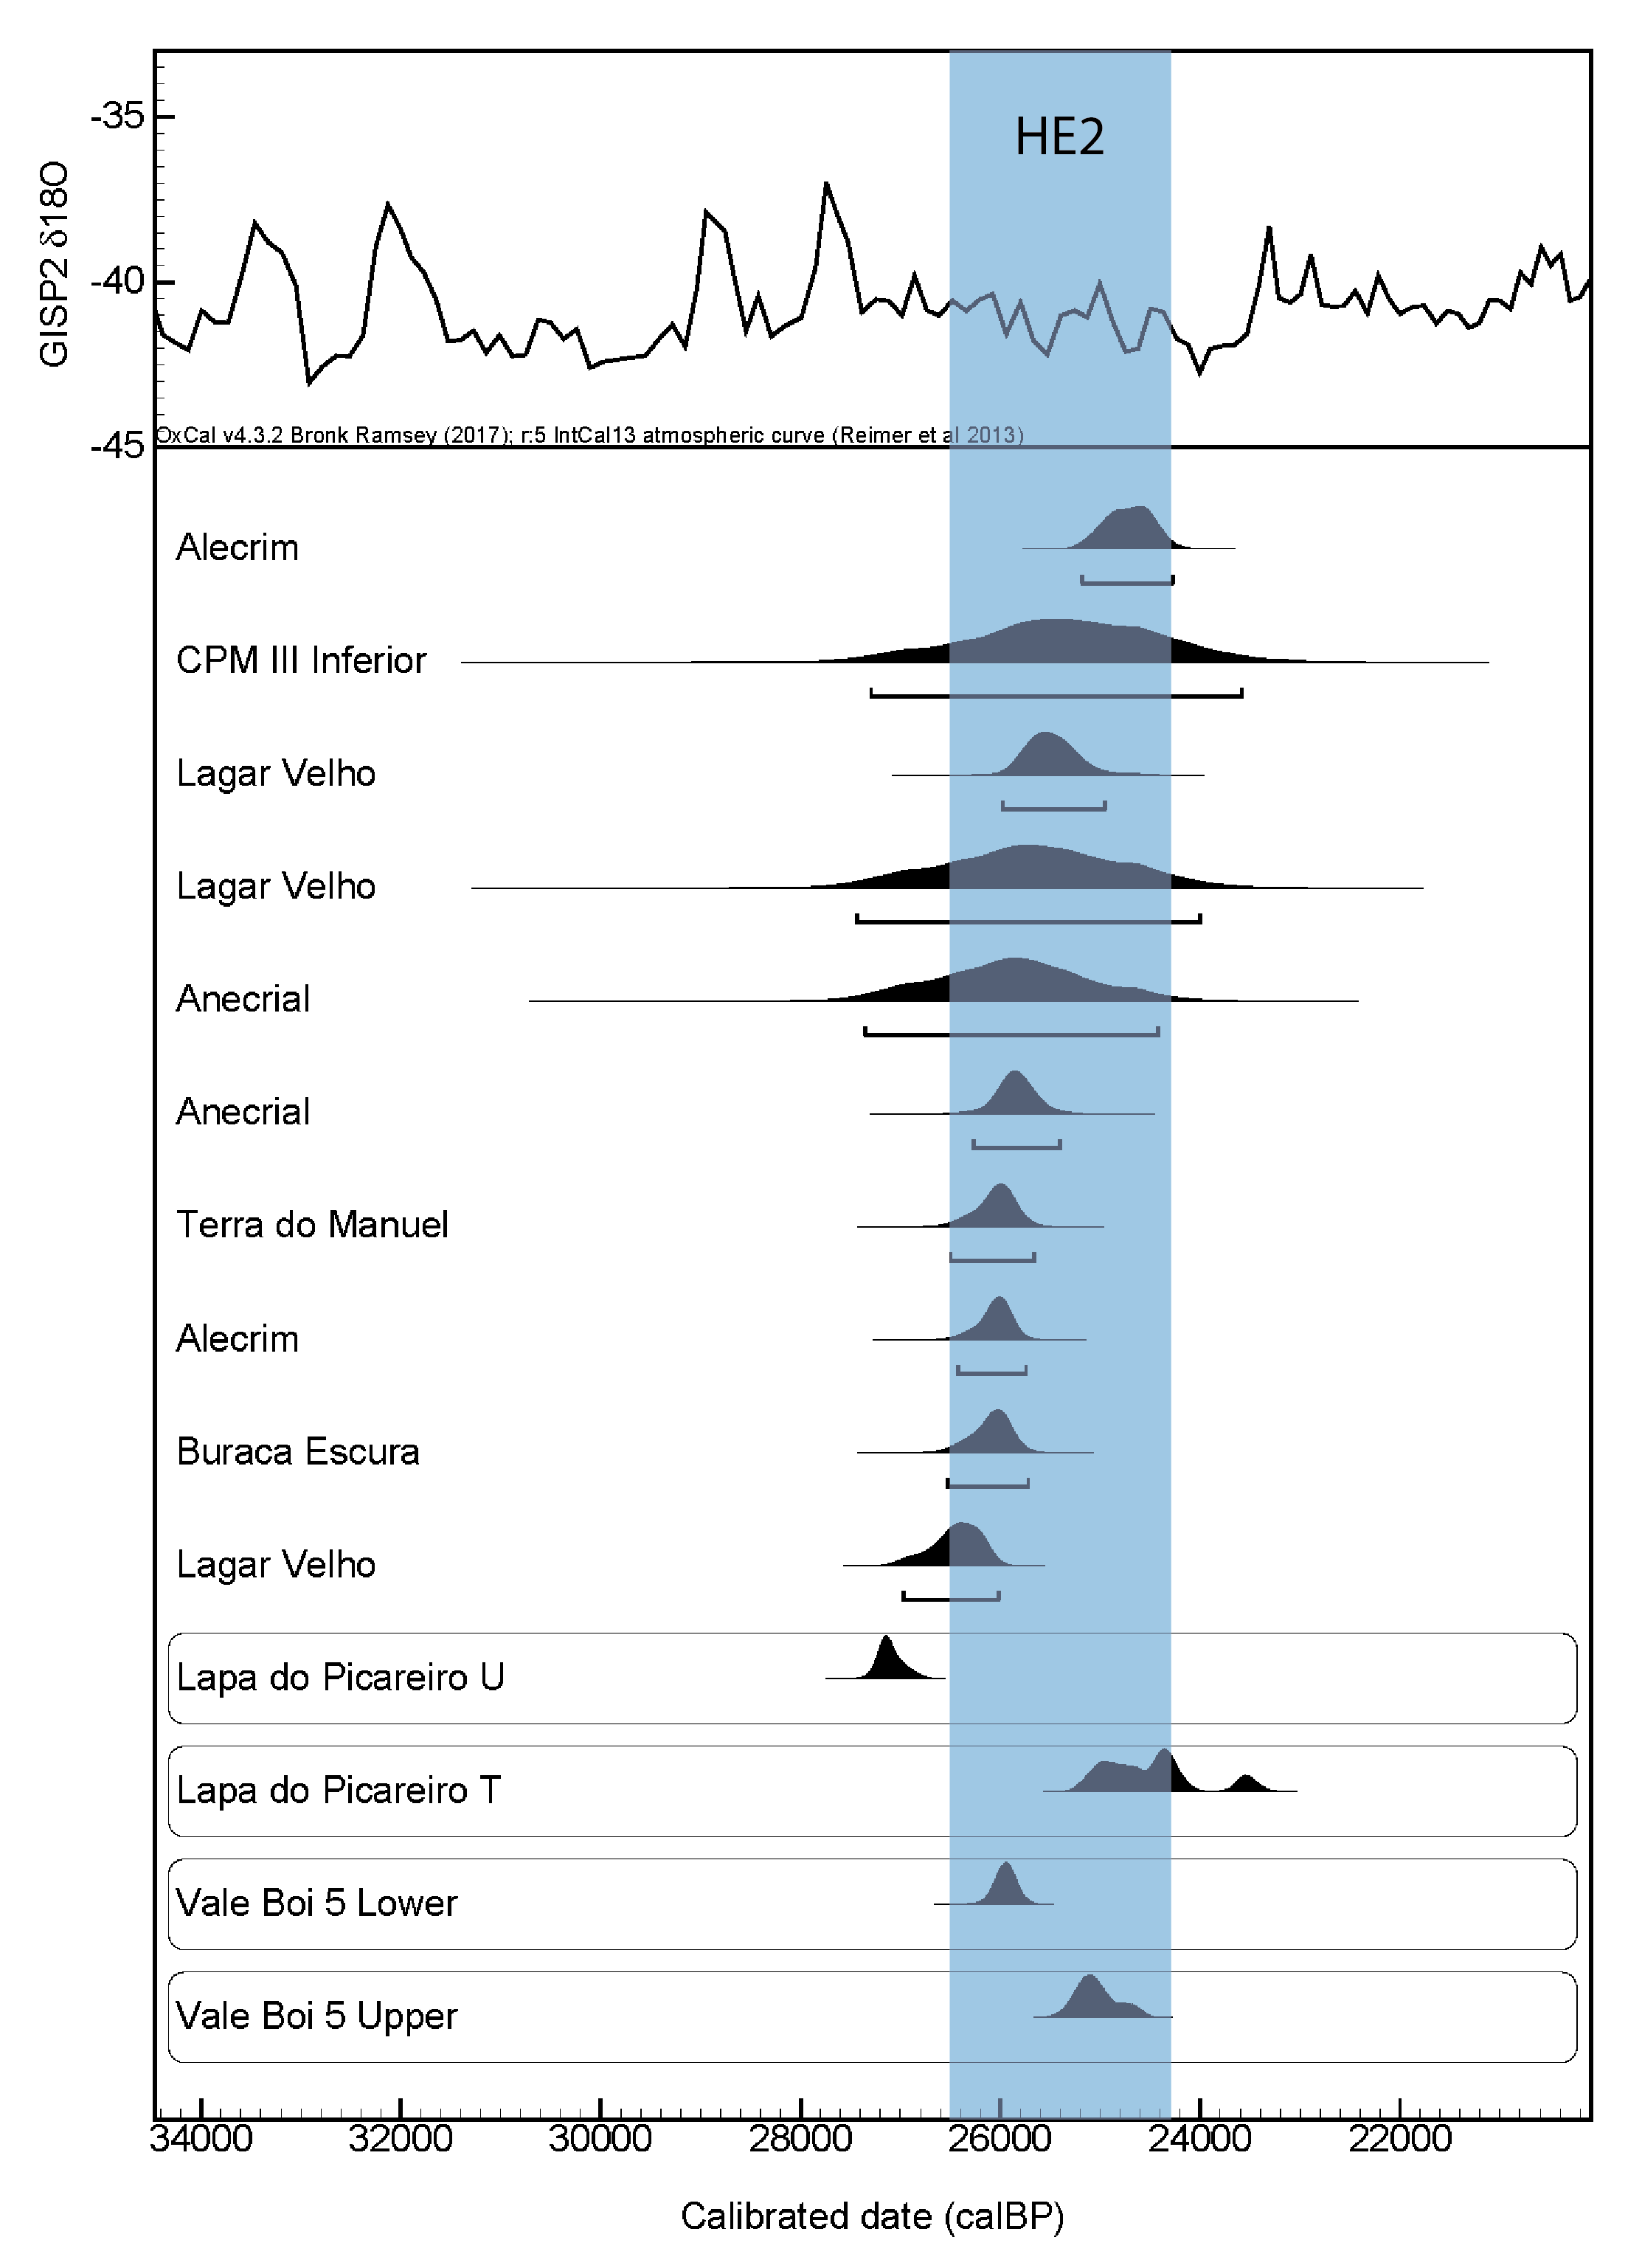 HE2
-35
-40
-45
GISP2 δ18O
OxCal v4.3.2 Bronk Ramsey (2017); r:5 IntCal13 atmospheric curve (Reimer et al 2013)
Alecrim
CPM III Inferior
Lagar Velho
Lagar Velho
Anecrial
Anecrial
Terra do Manuel
Alecrim
Buraca Escura
Lagar Velho
Lapa do Picareiro U
Lapa do Picareiro T
Vale Boi 5 Lower
Vale Boi 5 Upper
34000 32000 30000 28000 26000 24000 22000
Calibrated date (calBP)